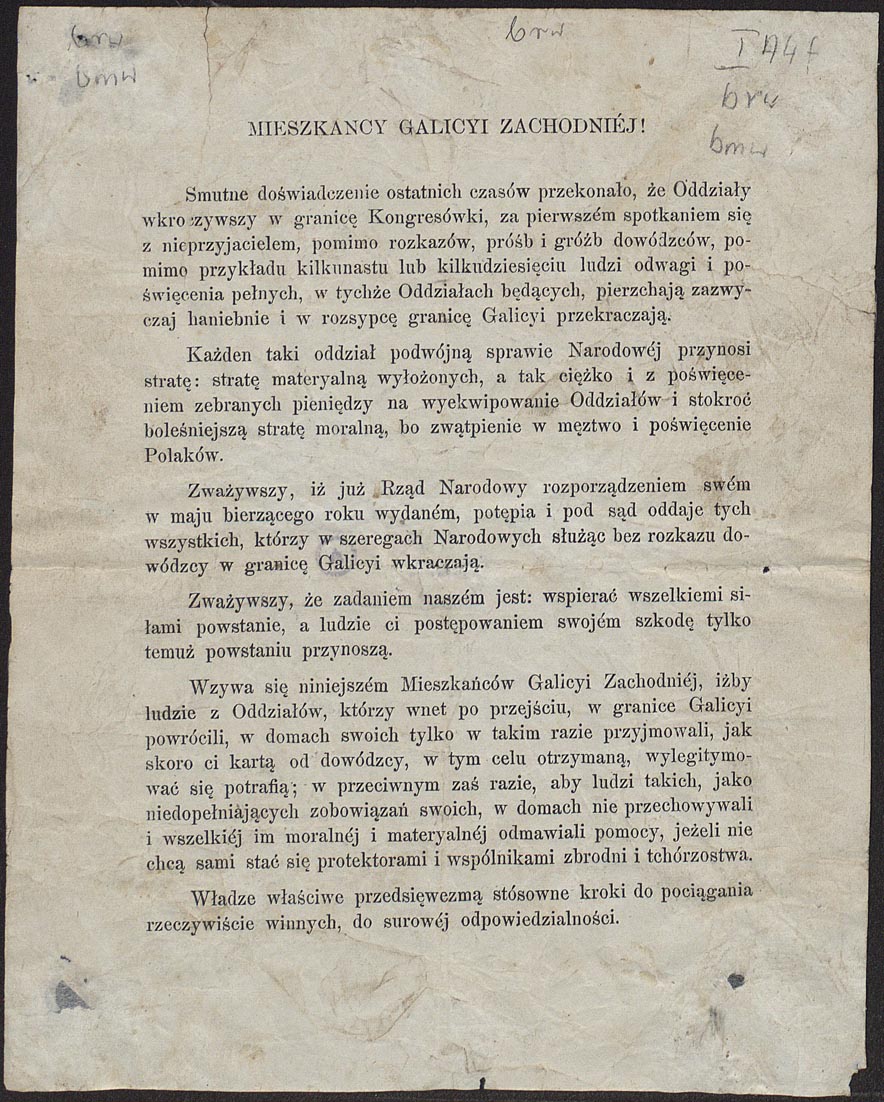 brw
brw
I A4f
bmw
brw
bmw
MIESZKANCY GALICYI ZACHODNIÉJ!
Smutne doświadczenie ostatnich czasów przekonało, że Oddziały
wkroczywszy w granicę Kongresówki, za pierwszém spotkaniem się
z nieprzyjacielem, pomimo rozkazów, próśb i gróźb dowódzców, po-
mimo przykładu kilkunastu lub kilkudziesięciu ludzi odwagi i po-
święcenia pełnych, w tychże Oddziałach będących, pierzchają zazwy-
czaj haniebnie i w rozsypcę granicę Galicyi przekraczają.
Każden taki oddział podwójną sprawie Narodowéj przynosi
stratę: stratę materyalną wyłożonych, a tak ciężko i z poświęce-
niem zebranych pieniędzy na wyekwipowanie Oddziałów i stokroć
boleśniejszą stratę moralną, bo zwątpienie w męztwo i poświęcenie
Polaków.
Zważywszy, iż już Rząd Narodowy rozporządzeniem swém
w maju bierzącego roku wydaném, potępia i pod sąd oddaje tych
wszystkich, którzy w szeregach Narodowych służąc bez rozkazu do-
wódzcy w granicę Galicyi wkraczają.
Zważywszy, że zadaniem naszém jest: wspierać wszelkiemi si-
łami powstanie, a ludzie ci postępowaniem swojém szkodę tylko
temuż powstaniu przynoszą.
Wzywa się niniejszém Mieszkańców Galicyi Zachodniéj, iżby
ludzie z Oddziałów, którzy wnet po przejściu, w granice Galicyi
powrócili, w domach swoich tylko w takim razie przyjmowali, jak
skoro ci kartą od dowódzcy, w tym celu otrzymaną, wylegitymo-
wać się potrafią; w przeciwnym zaś razie, aby ludzi takich, jako
niedopełniających zobowiązań swoich, w domach nie przechowywali
i wszelkiéj im moralnéj i materyalnéj odmawiali pomocy, jeżeli nie
chcą sami stać się protektorami i wspólnikami zbrodni i tchórzostwa.
Władze właściwe przedsięwezmą stósowne kroki do pociągania
rzeczywiście winnych, do surowéj odpowiedzialności.